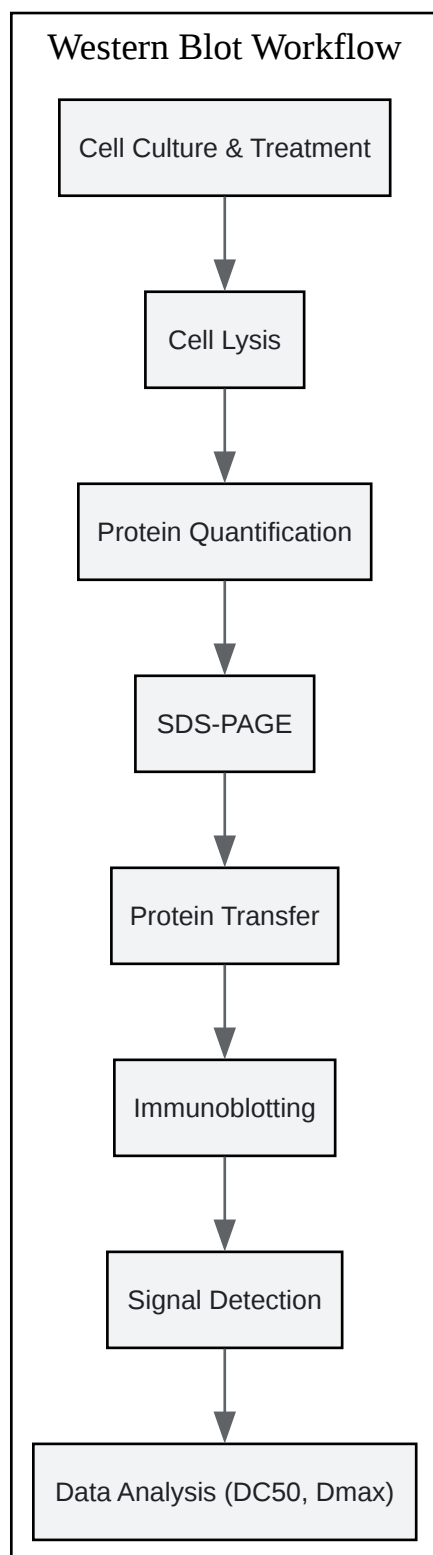 Western Blot Workflow
Cell Culture & Treatment
Cell Lysis
Protein Quantification
SDS-PAGE
Protein Transfer
Immunoblotting
Signal Detection
Data Analysis (DC50, Dmax)